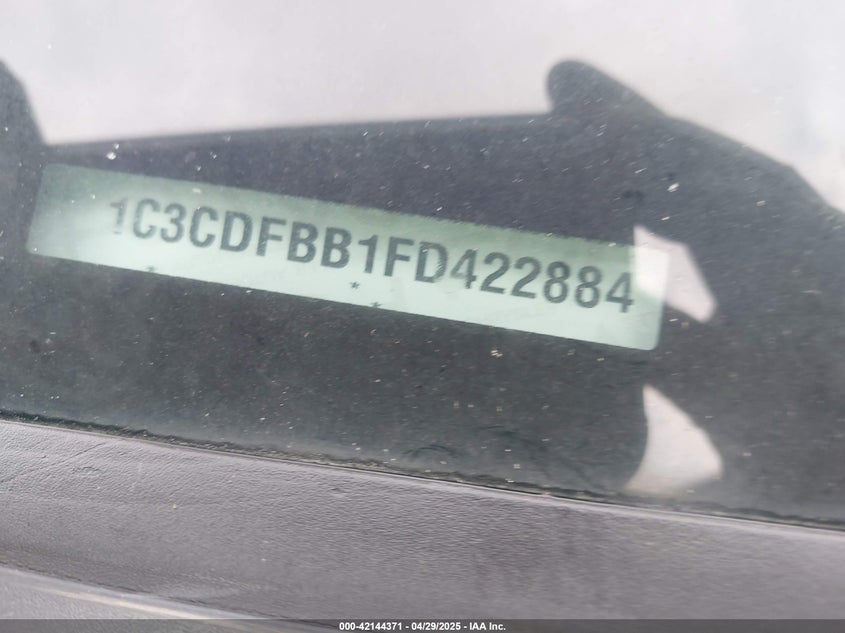 1C3CDFBB1FD422884
* * *
000-42144371 | 04/29/2025 | IAA Inc.